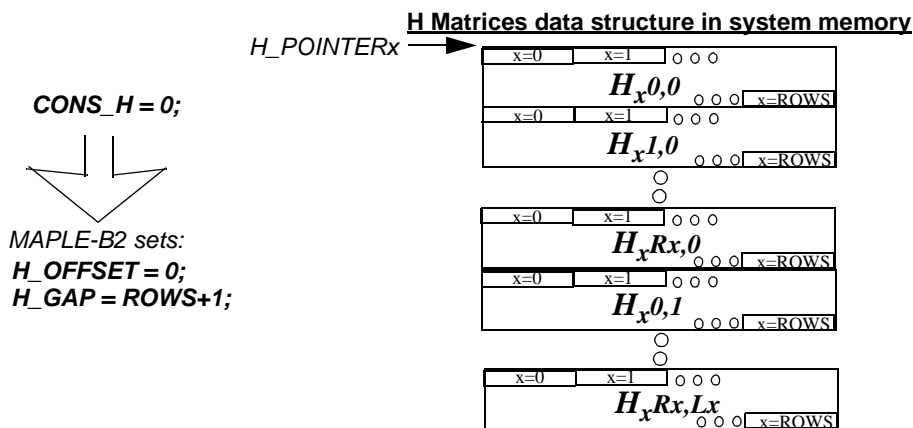 H Matrices data structure in system memory
H_POINTERx
x=0 x=1
Hx0,0
x=ROWS
CONS_H = 0;
x=0 x=1
Hx1,0
x=ROWS
MAPLE-B2 sets:
H_OFFSET = 0;
H_GAP = ROWS+1;
x=0 x=1
HxRx,0
x=ROWS
x=0 x=1
Hx0,1
x=ROWS
x=0 x=1
HxRx,Lx
x=ROWS